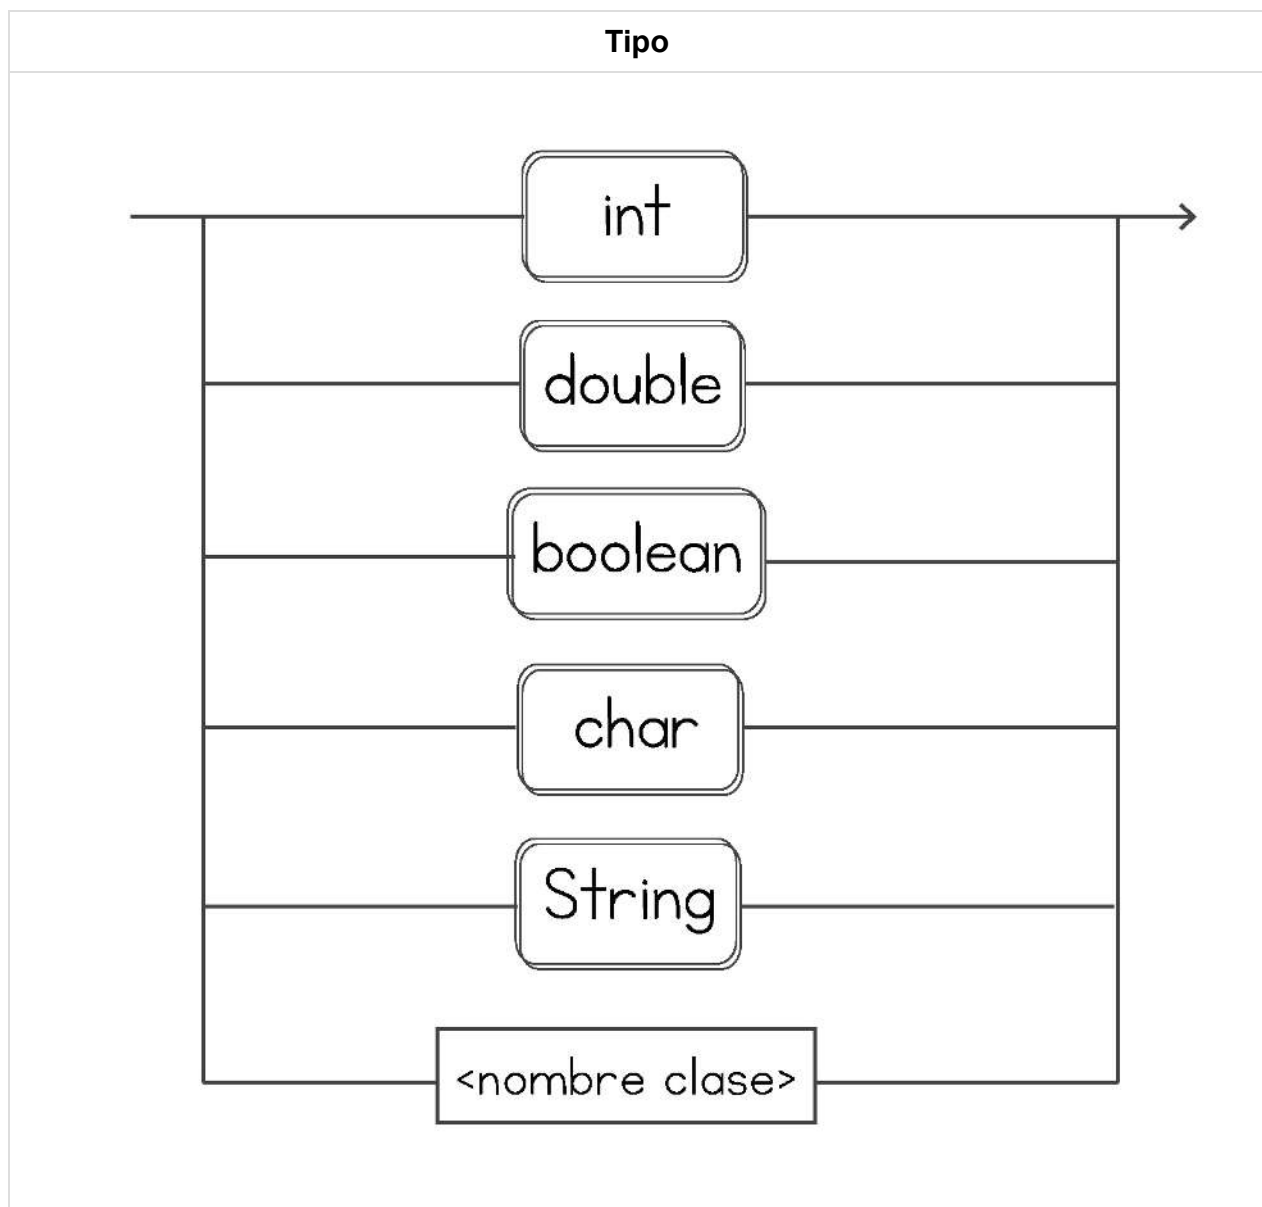 Tipo
int
double
boolean
char
String
<nombre clase>